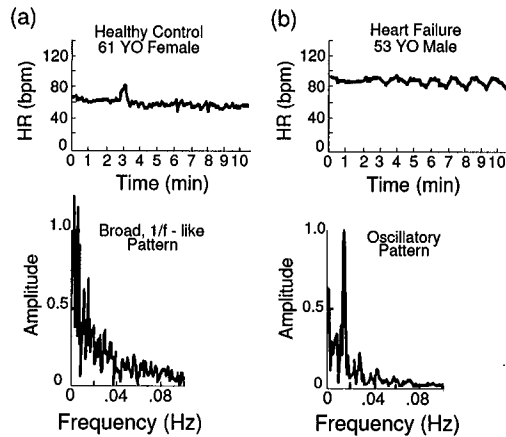 (a)
Healthy Control
61 YO Female
HR (bpm)
120
80
40
0
0 1 2 3 4 5 6 7 8 9 10
Time (min)
Broad, 1/f - like
Pattern
Amplitude
1.0
0.5
0
.04 .08
Frequency (Hz)
(b)
Heart Failure
53 YO Male
HR (bpm)
120
80
40
0
0 1 2 3 4 5 6 7 8 9 10
Time (min)
Oscillatory
Pattern
Amplitude
1.0
0.5
0
.04 .08
Frequency (Hz)